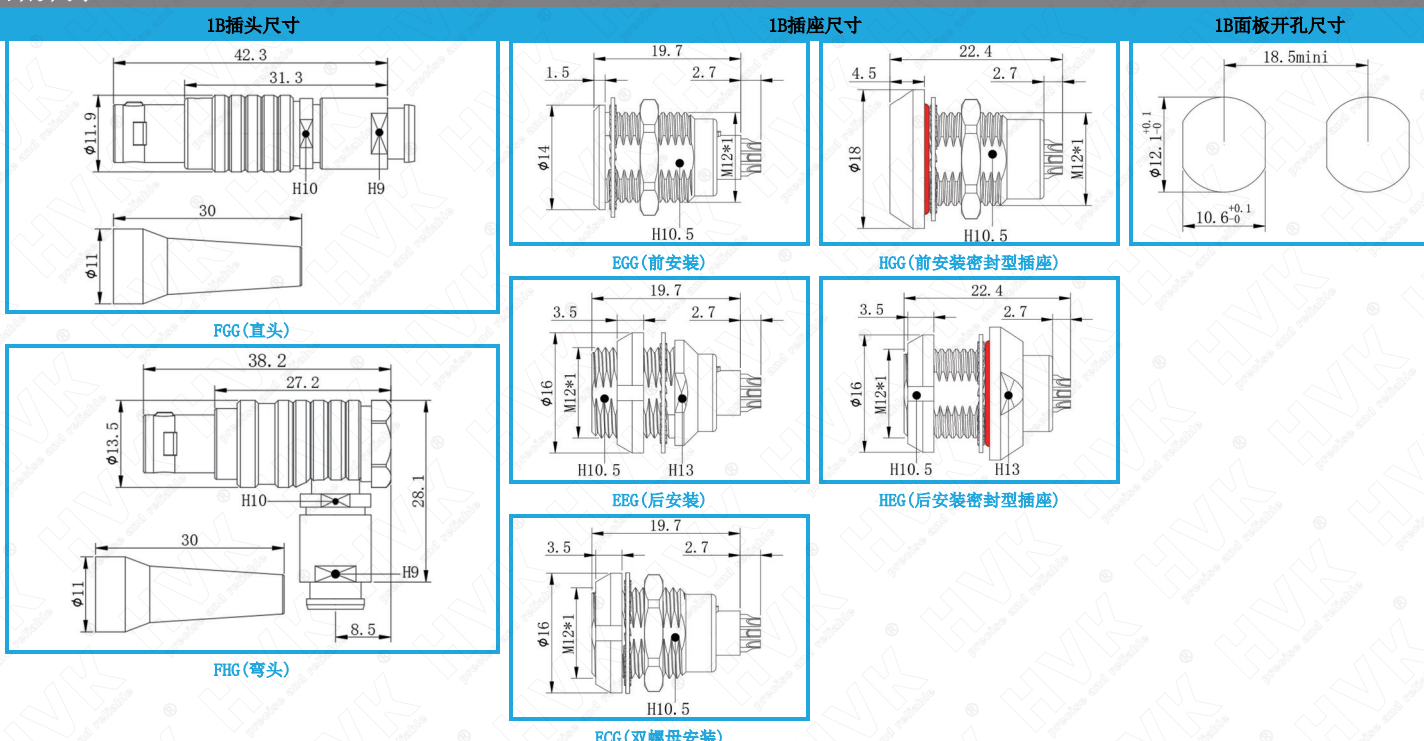 1B插头尺寸
1B插座尺寸
1B面板开孔尺寸
42.3
31.3
φ11.9
H10
H9
30
φ11
FGG(直头)
38.2
27.2
φ13.5
H10
28.1
30
H9
φ11
8.5
FHG(弯头)
19.7
1.5
2.7
φ14
M12*1
H10.5
EGG(前安装)
22.4
4.5
2.7
φ18
M12*1
H10.5
HGG(前安装密封型插座)
19.7
3.5
2.7
φ16
M12*1
H10.5
H13
EEG(后安装)
22.4
3.5
2.7
φ16
M12*1
H10.5
H13
HEG(后安装密封型插座)
19.7
3.5
2.7
φ16
M12*1
H10.5
ECG(双螺母安装)
18.5mini
φ12.1+0.1-0
10.6+0.1-0
HVK
precise and reliable
®